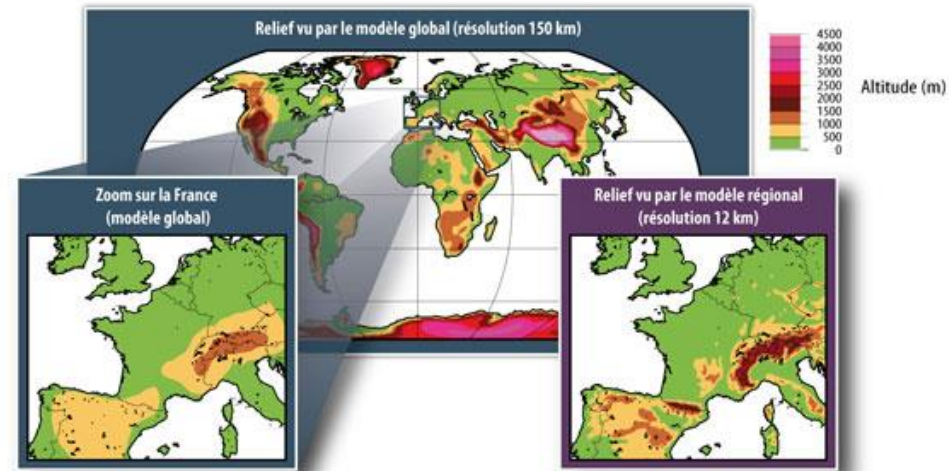 Relief vu par le modèle global (résolution 150 km)
4500
4000
3500
3000
2500
2000
1500
1000
500
0
Altitude (m)
Zoom sur la France
(modèle global)
Relief vu par le modèle régional
(résolution 12 km)